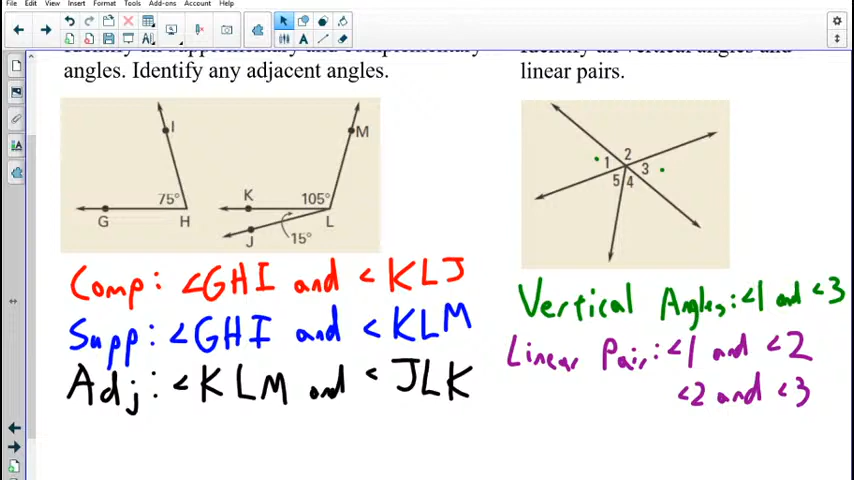 File Edit View Insert Format Tools Account Help
angles. Identify any adjacent angles.
I
M
75°
K
105°
G
H
L
J
15°
Comp: <GHI and <KLJ
Supp: <GHI and <KLM
Adj: <KLM and <JLK
linear pairs.
2
1
3
5
4
Vertical Angles: <1 and <3
Linear Pair: <1 and <2
<2 and <3